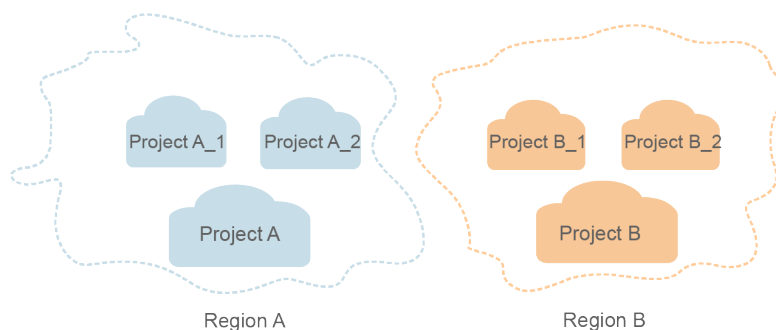 Project A_1
Project A_2
Project A
Region A
Project B_1
Project B_2
Project B
Region B